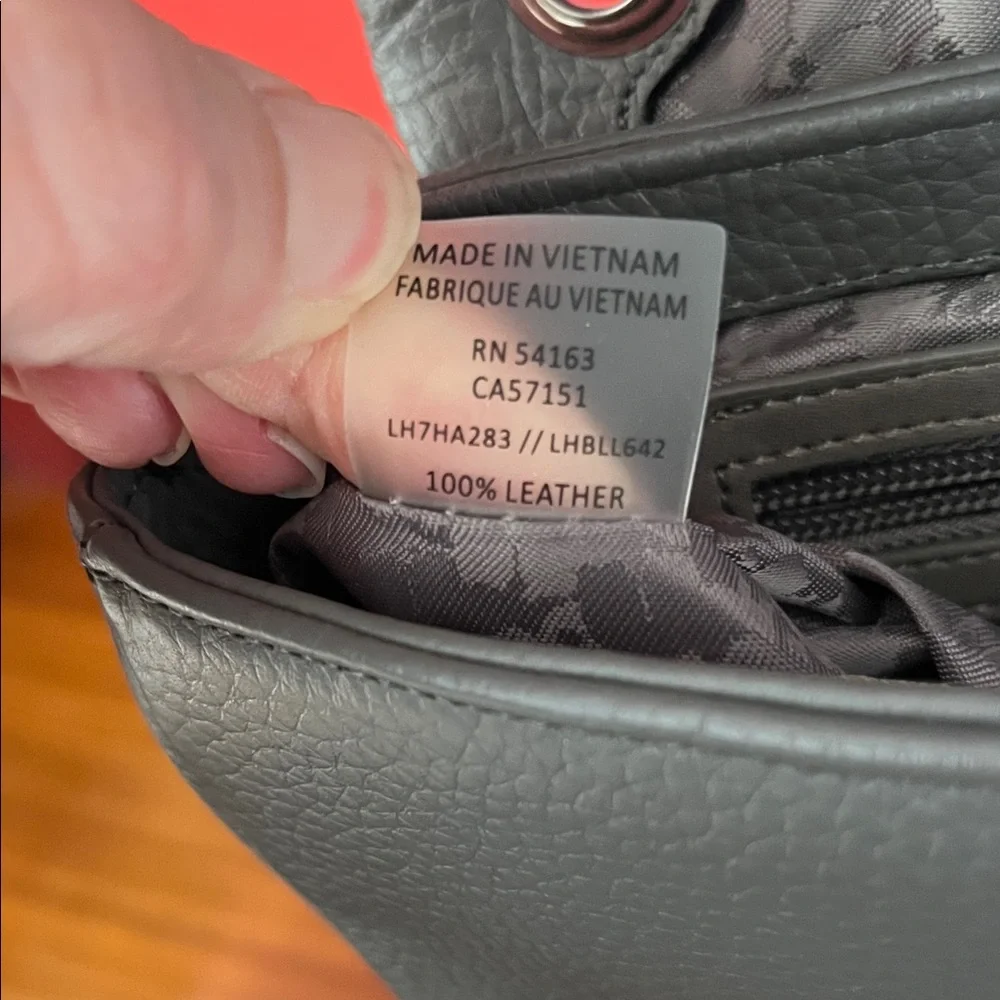 MADE IN VIETNAM
FABRIQUE AU VIETNAM
RN 54163
CA57151
LH7HA283 // LHBLL642
100% LEATHER